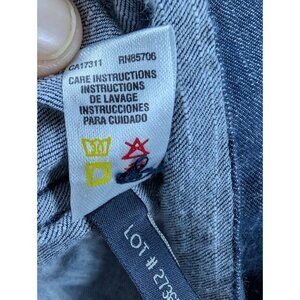 CA17311 RN85706
CARE INSTRUCTIONS
INSTRUCTIONS
DE LAVAGE
INSTRUCCIONES
PARA CUIDADO
LOT #